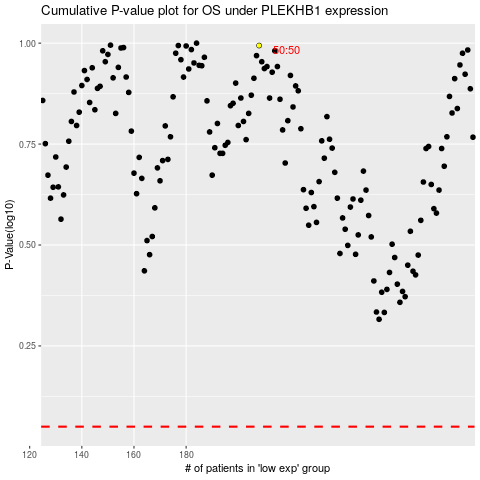 Cumulative P-value plot for OS under PLEKHB1 expression
P-Value(log10)
1.00
0.75
0.50
0.25
50:50
120 140 160 180
# of patients in 'low exp' group